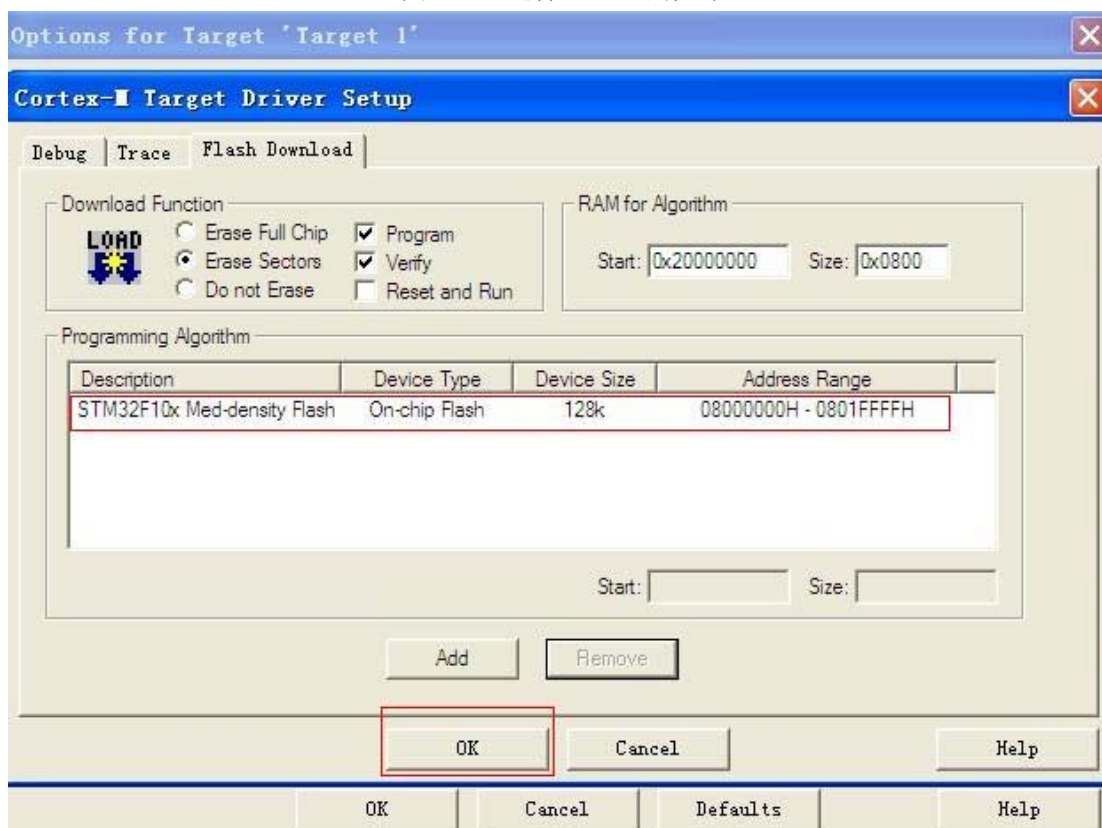 Options for Target 'Target 1'
Cortex-M Target Driver Setup
Debug Trace Flash Download
Download Function
LOAD
Erase Full Chip
Erase Sectors
Do not Erase
Program
Verify
Reset and Run
RAM for Algorithm
Start: 0x20000000 Size: 0x0800
Programming Algorithm
Description Device Type Device Size Address Range
STM32F10x Med-density Flash On-chip Flash 128k 08000000H - 0801FFFFH
Start: Size:
Add Remove
OK Cancel Help
OK Cancel Defaults Help